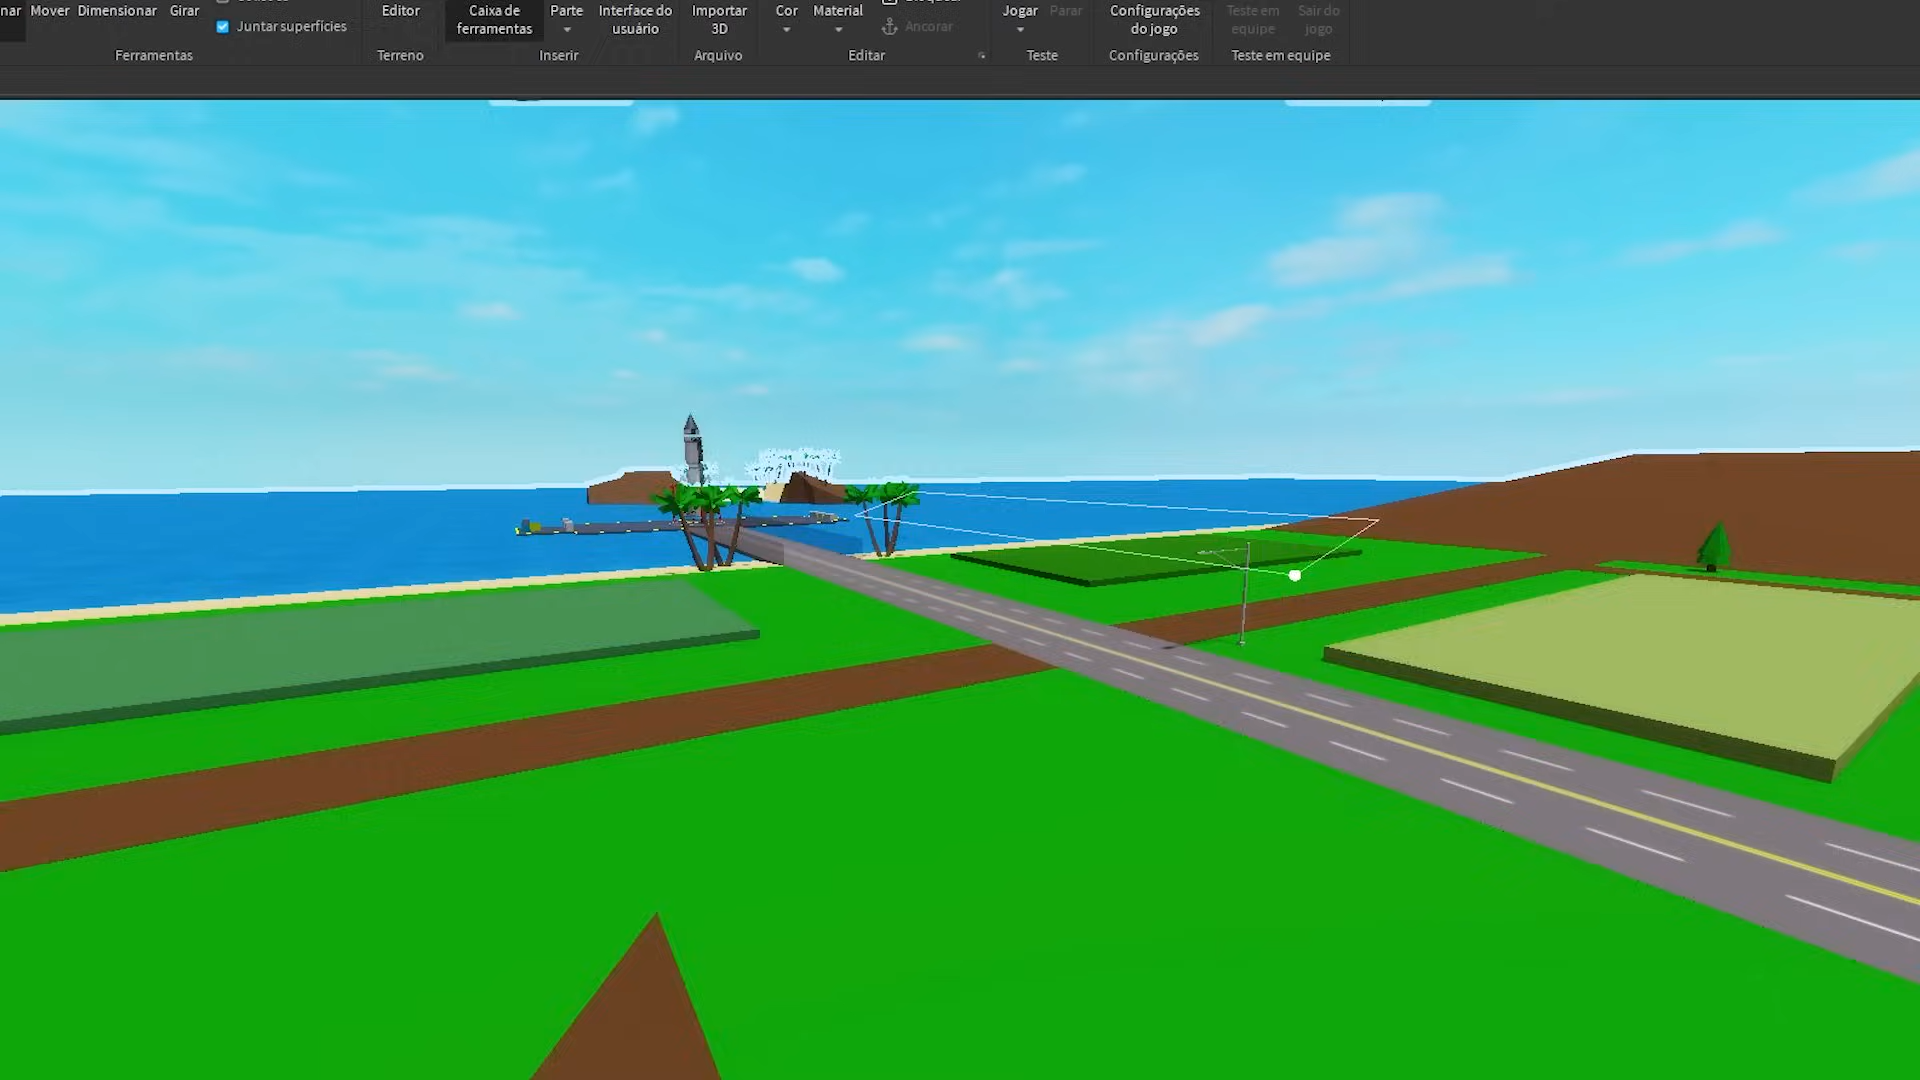 Mover Dimensionar Girar
Juntar superfícies
Ferramentas
Editor
Terreno
Caixa de
ferramentas
Parte
Interface do
usuário
Inserir
Importar
3D
Arquivo
Cor
Material
Ancorar
Editar
Jogar
Parar
Teste
Configurações
do jogo
Configurações
Teste em
equipe
Sair do
jogo
Teste em equipe